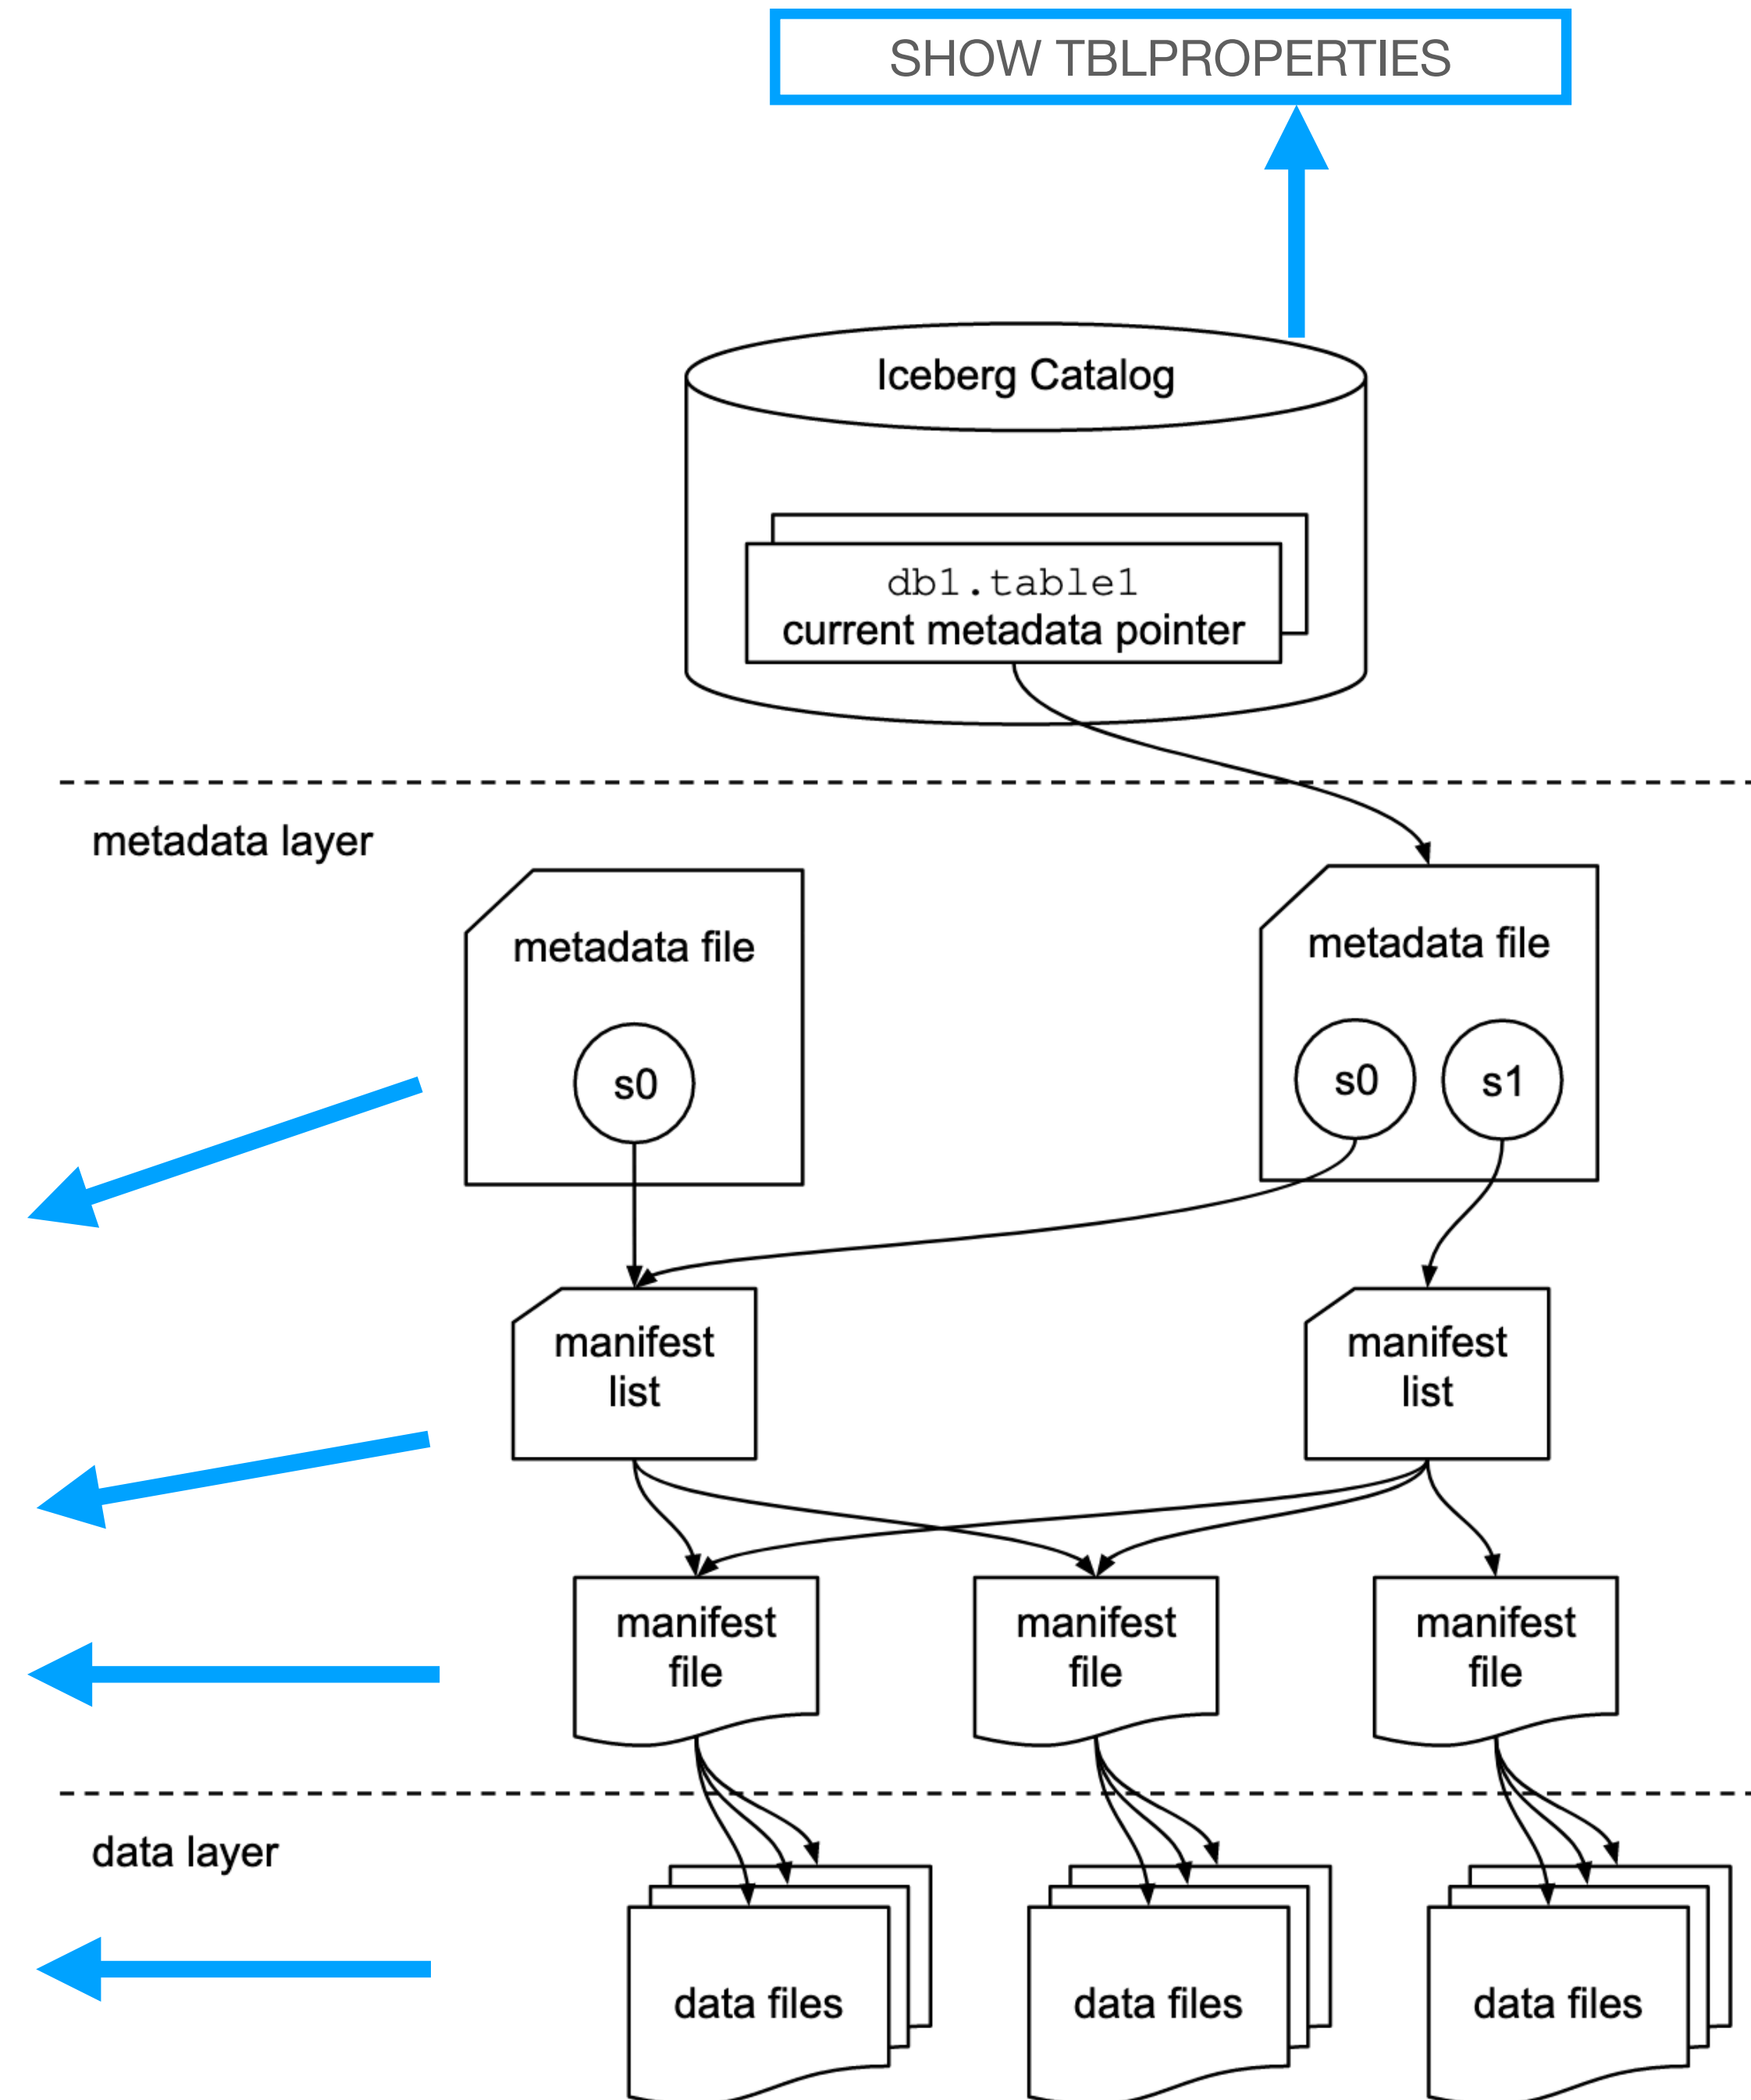 SHOW TBLPROPERTIES
Iceberg Catalog
db1.table1
current metadata pointer
metadata layer
metadata file
s0
metadata file
s0
s1
manifest
list
manifest
list
manifest
file
manifest
file
manifest
file
data layer
data files
data files
data files